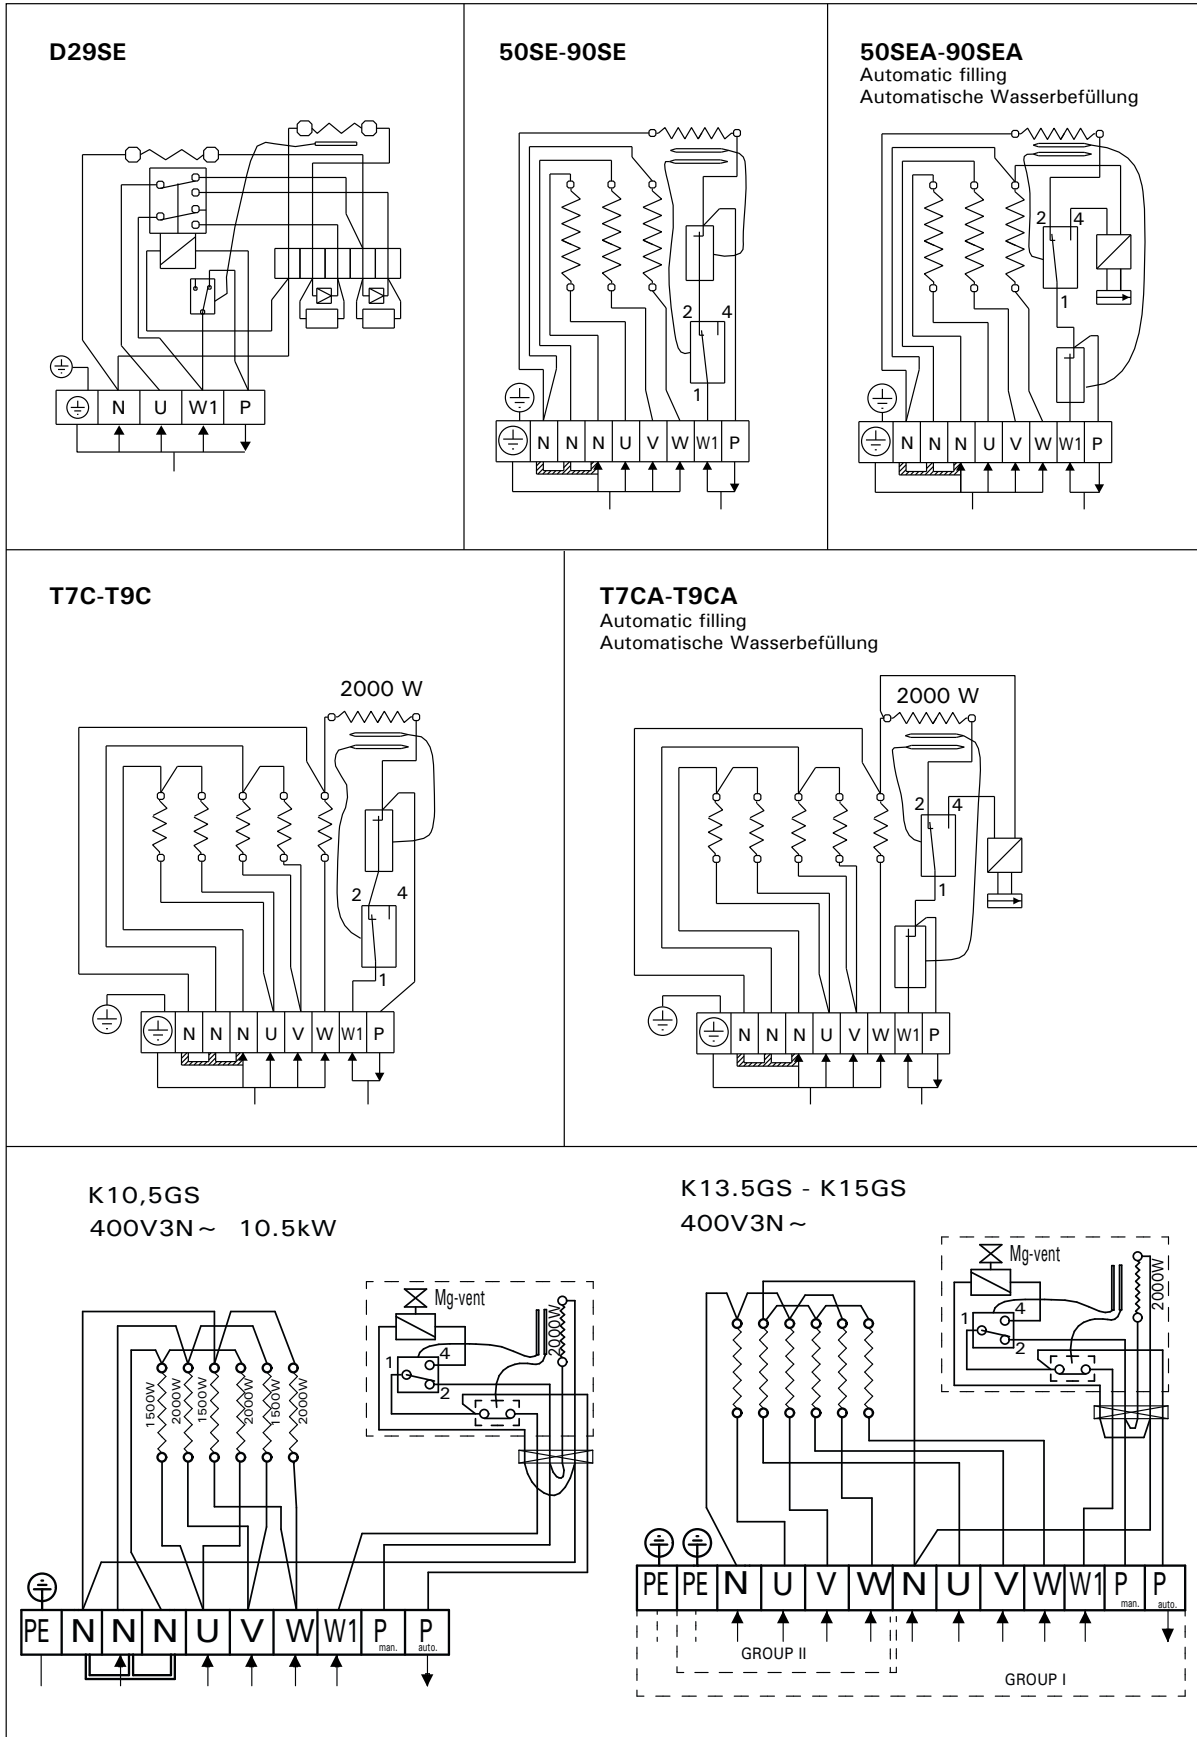 D29SE
N U W1 P
50SE-90SE
2 4
1
N N N U V W W1 P
50SEA-90SEA
Automatic filling
Automatische Wasserbefüllung
2 4
1
N N N U V W W1 P
T7C-T9C
2000 W
2 4
1
N N N U V W W1 P
T7CA-T9CA
Automatic filling
Automatische Wasserbefüllung
2000 W
2 4
1
N N N U V W W1 P
K10,5GS
400V3N~ 10.5kW
Mg-vent
2000W
1 4
2
1500W 2000W 1500W 2000W 1500W 2000W
PE N N N U V W W1 P man. P auto.
K13.5GS - K15GS
400V3N~
Mg-vent
2000W
1 4
2
PE PE N U V W N U V W W1 P man. P auto.
GROUP II
GROUP I